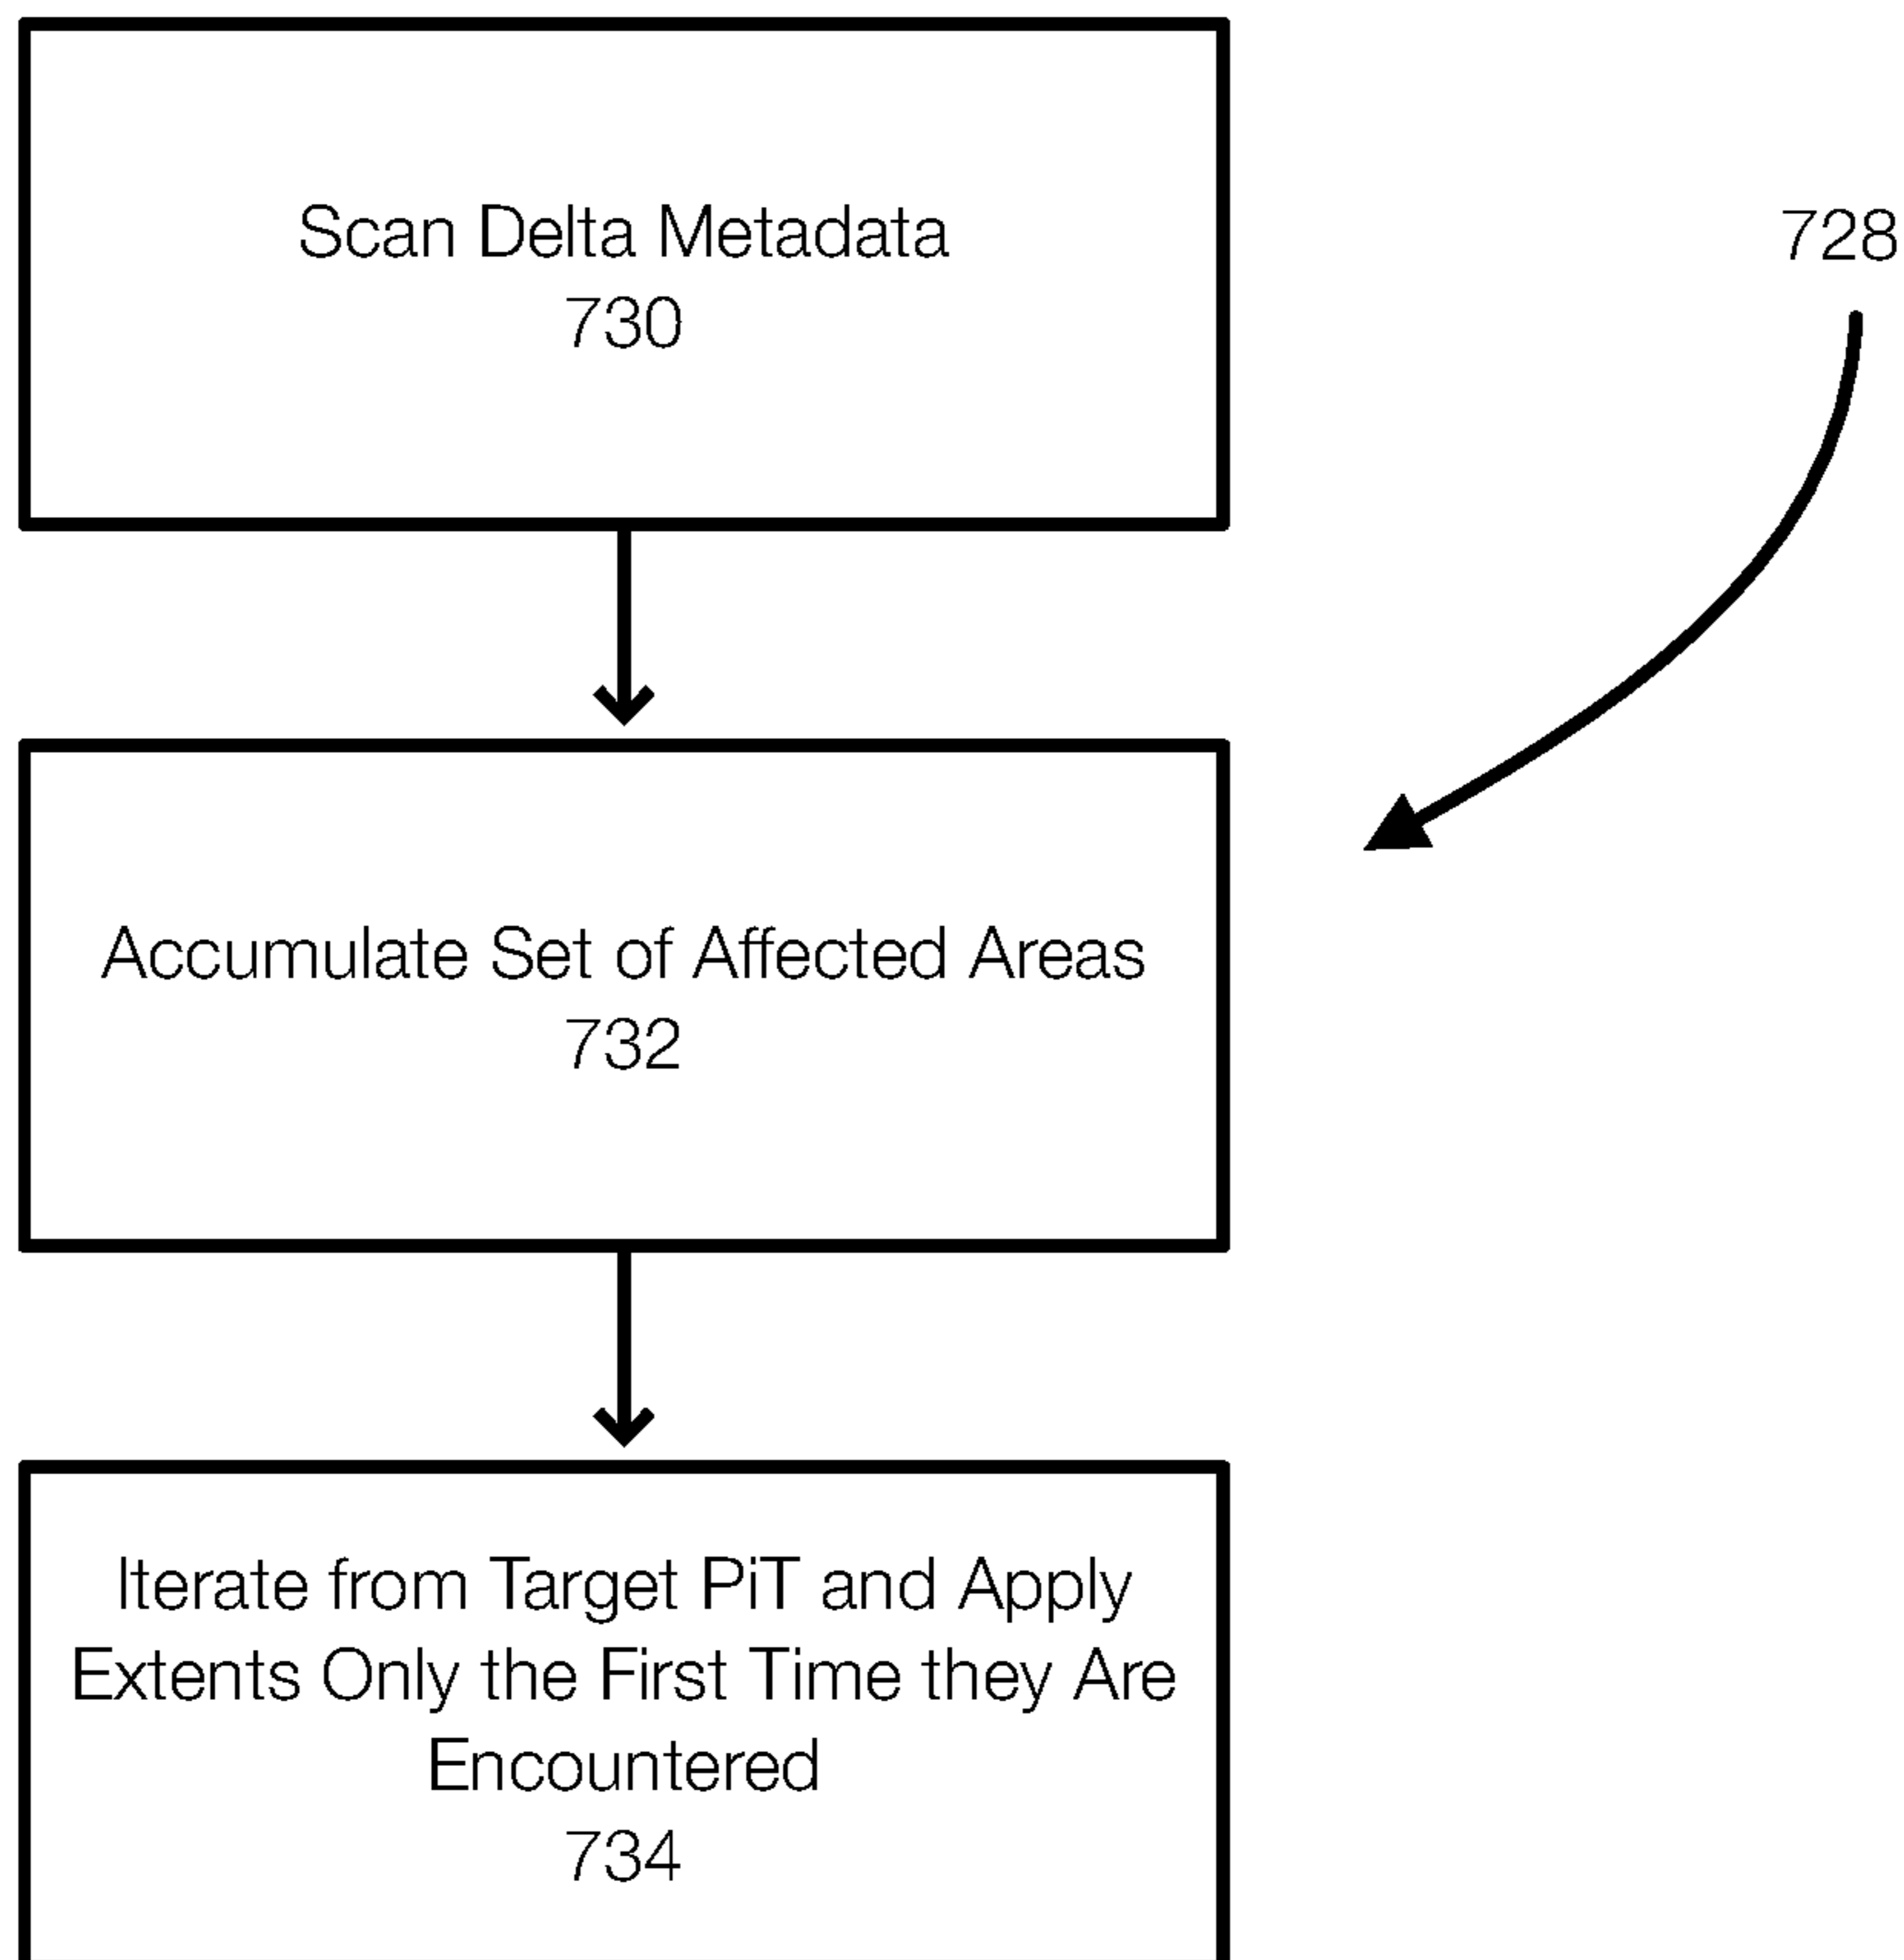 Scan Delta Metadata
730
728
Accumulate Set of Affected Areas
732
Iterate from Target PiT and Apply
Extents Only the First Time they Are
Encountered
734